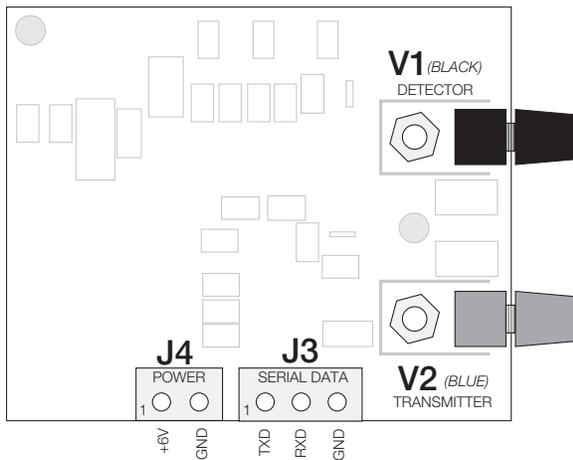 V1 (BLACK)
DETECTOR
J4
J3
POWER
SERIAL DATA
V2 (BLUE)
TRANSMITTER
1
1
+6V
GND
TXD
RXD
GND